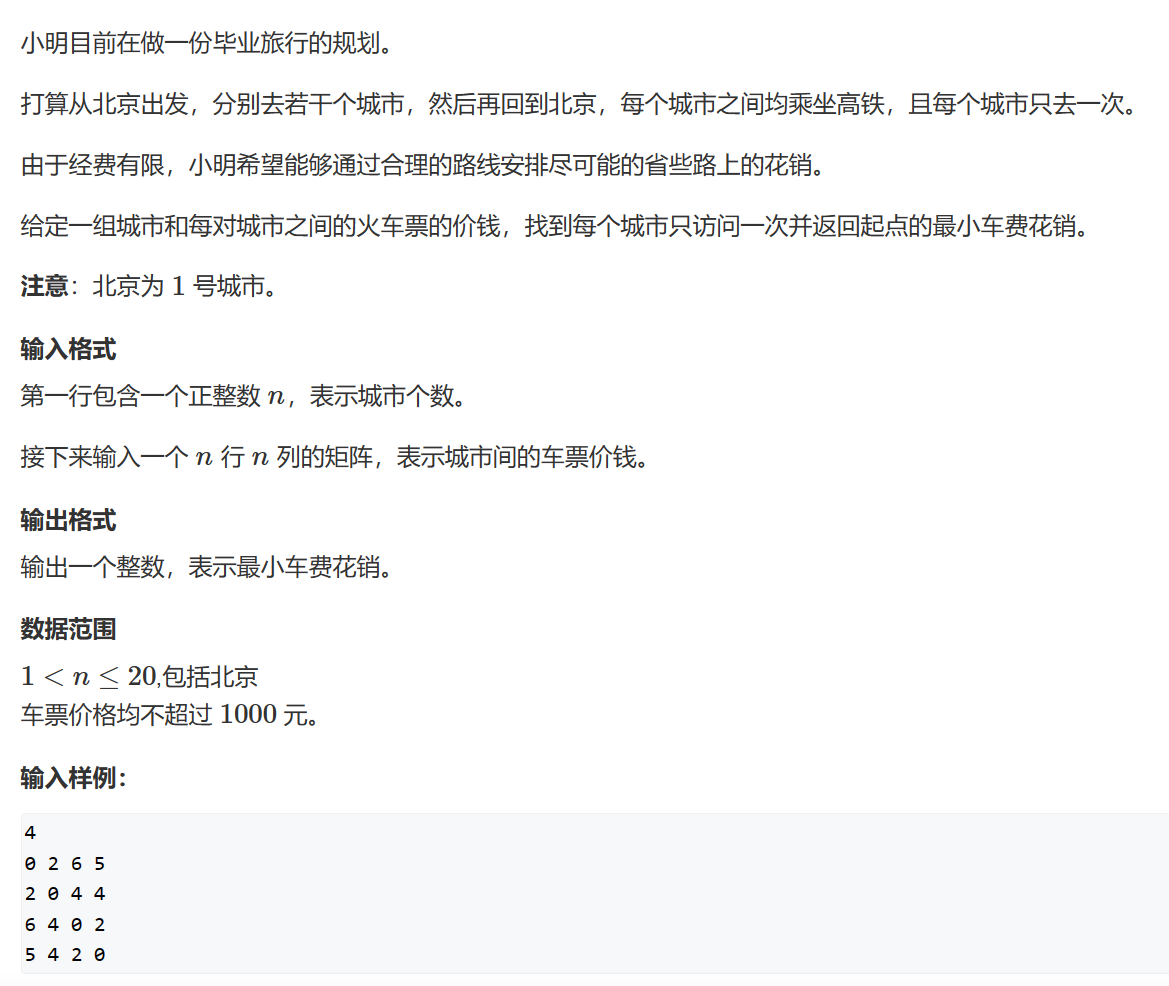 小明目前在做一份毕业旅行的规划。
打算从北京出发，分别去若干个城市，然后再回到北京，每个城市之间均乘坐高铁，且每个城市只去一次。
由于经费有限，小明希望能够通过合理的路线安排尽可能的省些路上的花销。
给定一组城市和每对城市之间的火车票的价钱，找到每个城市只访问一次并返回起点的最小车费花销。
注意：北京为 1 号城市。
输入格式
第一行包含一个正整数 n，表示城市个数。
接下来输入一个 n 行 n 列的矩阵，表示城市间的车票价钱。
输出格式
输出一个整数，表示最小车费花销。
数据范围
1 < n ≤ 20,包括北京
车票价格均不超过 1000 元。
输入样例：
4
0 2 6 5
2 0 4 4
6 4 0 2
5 4 2 0